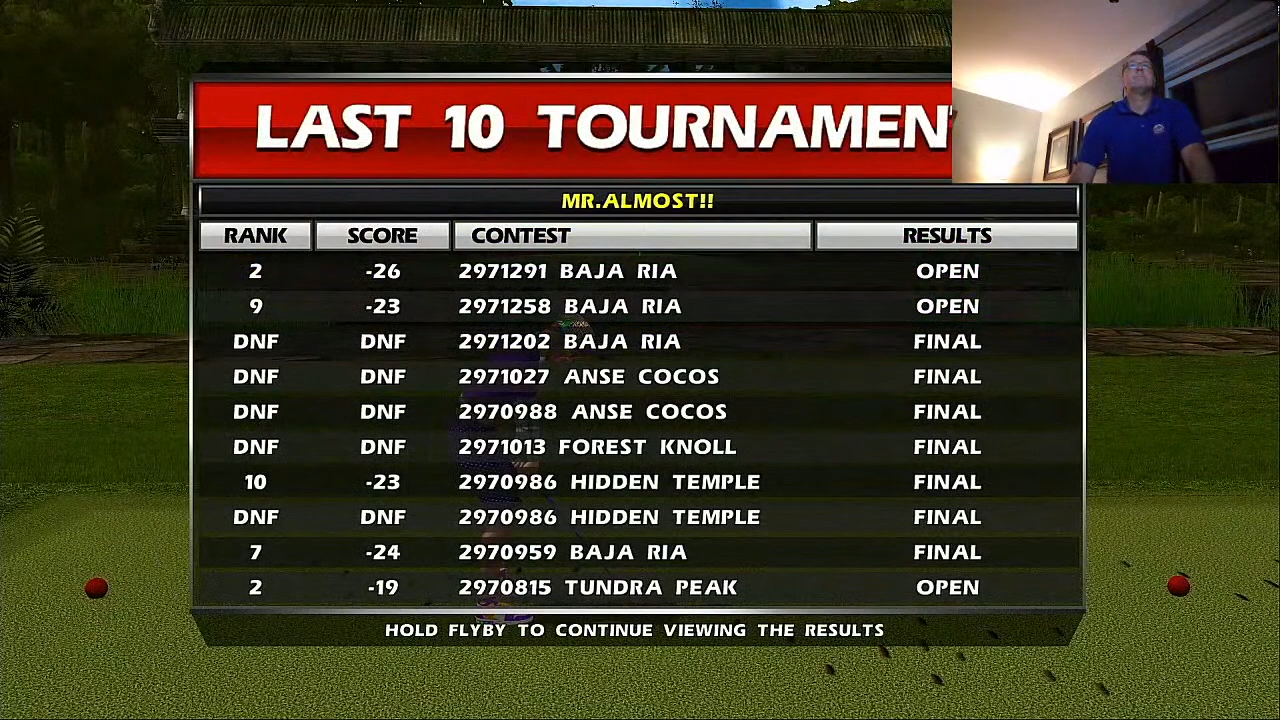 LAST 10 TOURNAMEN
MR.ALMOST!!
RANK SCORE CONTEST RESULTS
2 -26 2971291 BAJA RIA OPEN
9 -23 2971258 BAJA RIA OPEN
DNF DNF 2971202 BAJA RIA FINAL
DNF DNF 2971027 ANSE COCOS FINAL
DNF DNF 2970988 ANSE COCOS FINAL
DNF DNF 2971013 FOREST KNOLL FINAL
10 -23 2970986 HIDDEN TEMPLE FINAL
DNF DNF 2970986 HIDDEN TEMPLE FINAL
7 -24 2970959 BAJA RIA FINAL
2 -19 2970815 TUNDRA PEAK OPEN
HOLD FLYBY TO CONTINUE VIEWING THE RESULTS